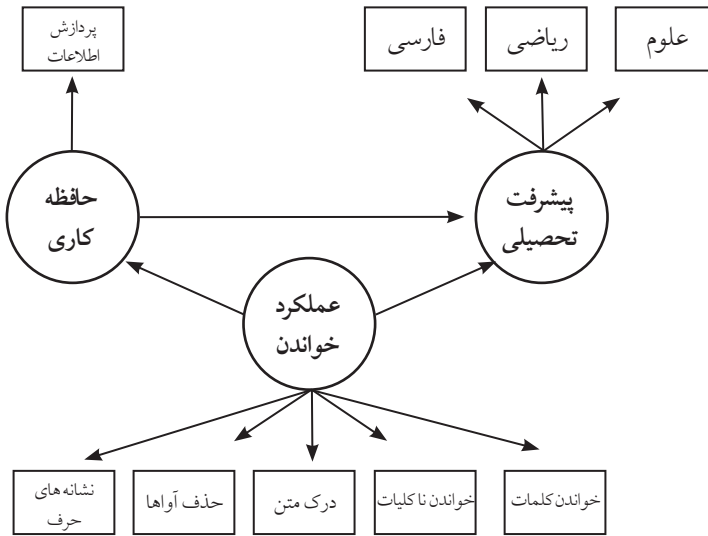 پردازش
اطلاعات
علوم
ریاضی
فارسی
پیشرفت
تحصیلی
حافظه
کاری
عملکرد
خواندن
خواندن کلمات
خواندن نا کلیات
درک متن
حذف آواها
نشانه های
حرف